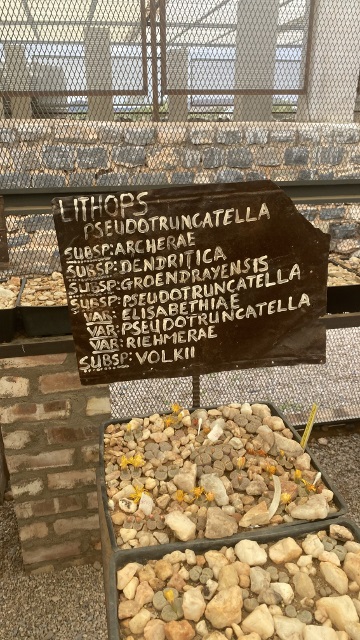 LITHOPS
PSEUDOTRUNCATELLA
SUBSP: ARCHERAE
SUBSP: DENDRITICA
SUBSP: GROENDRAYENSIS
SUBSP: PSEUDOTRUNCATELLA
VAR: ELISABETHIAE
VAR: PSEUDOTRUNCATELLA
VAR: RIEHMERAE
SUBSP: VOLKII